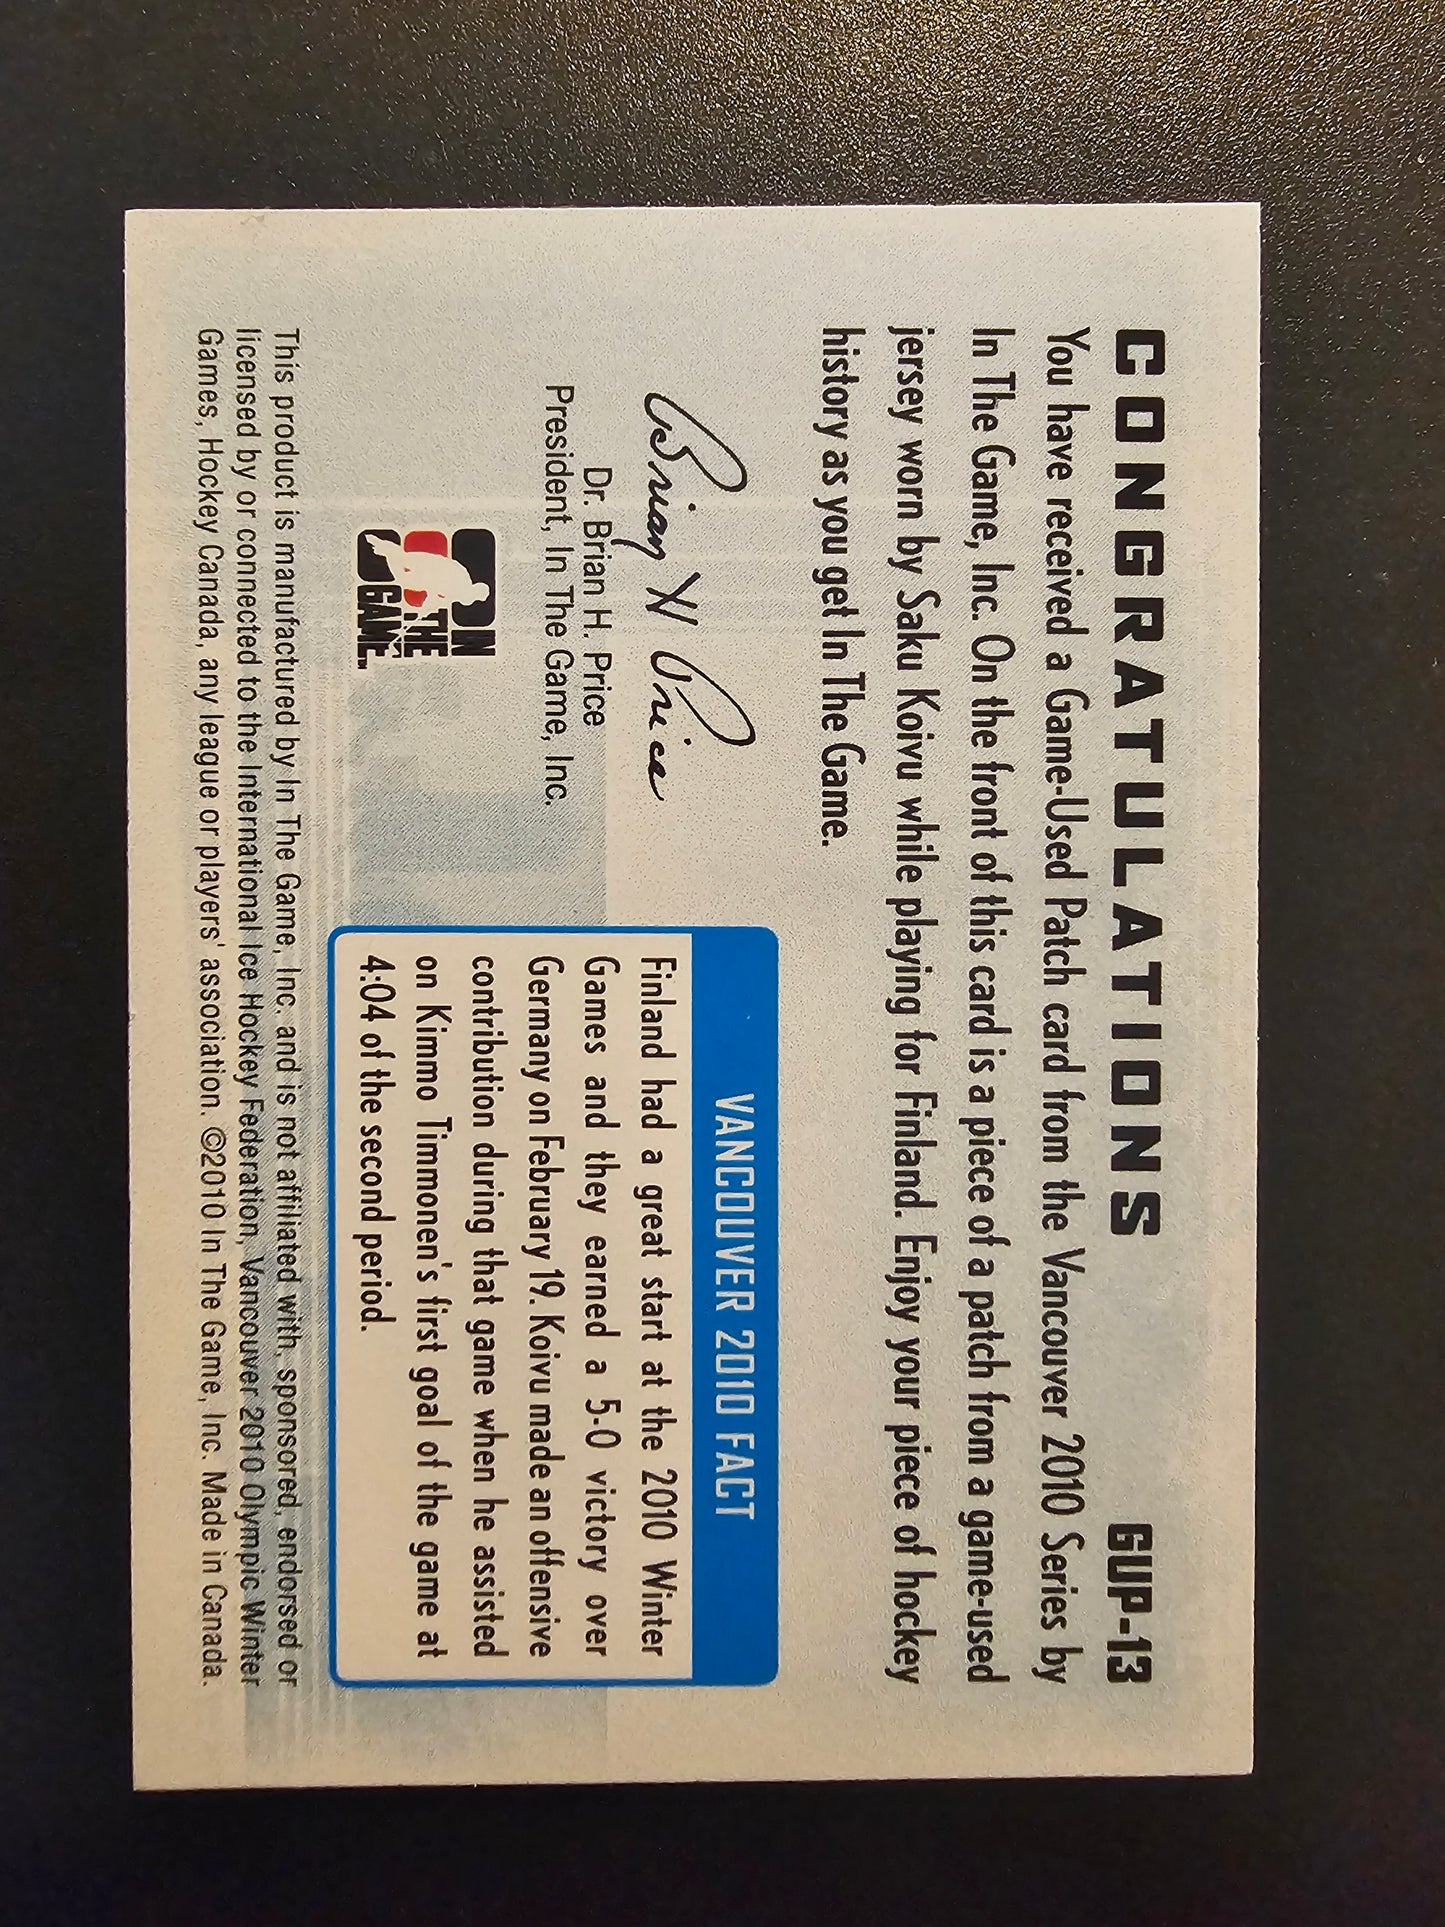 CONGRATULATIONS GUP-13
You have received a Game-Used Patch card from the Vancouver 2010 Series by
In The Game, Inc. On the front of this card is a piece of a patch from a game-used
jersey worn by Saku Koivu while playing for Finland. Enjoy your piece of hockey
history as you get In The Game.
Brian H Price
Dr. Brian H. Price
President, In The Game, Inc.
IN
THE
GAME
VANCOUVER 2010 FACT
Finland had a great start at the 2010 Winter
Games and they earned a 5-0 victory over
Germany on February 19. Koivu made an offensive
contribution during that game when he assisted
on Kimmo Timmonen's first goal of the game at
4:04 of the second period.
This product is manufactured by In The Game, Inc. and is not affiliated with, sponsored, endorsed or
licensed by or connected to the International Ice Hockey Federation, Vancouver 2010 Olympic Winter
Games, Hockey Canada, any league or players' association. ©2010 In The Game, Inc. Made in Canada.